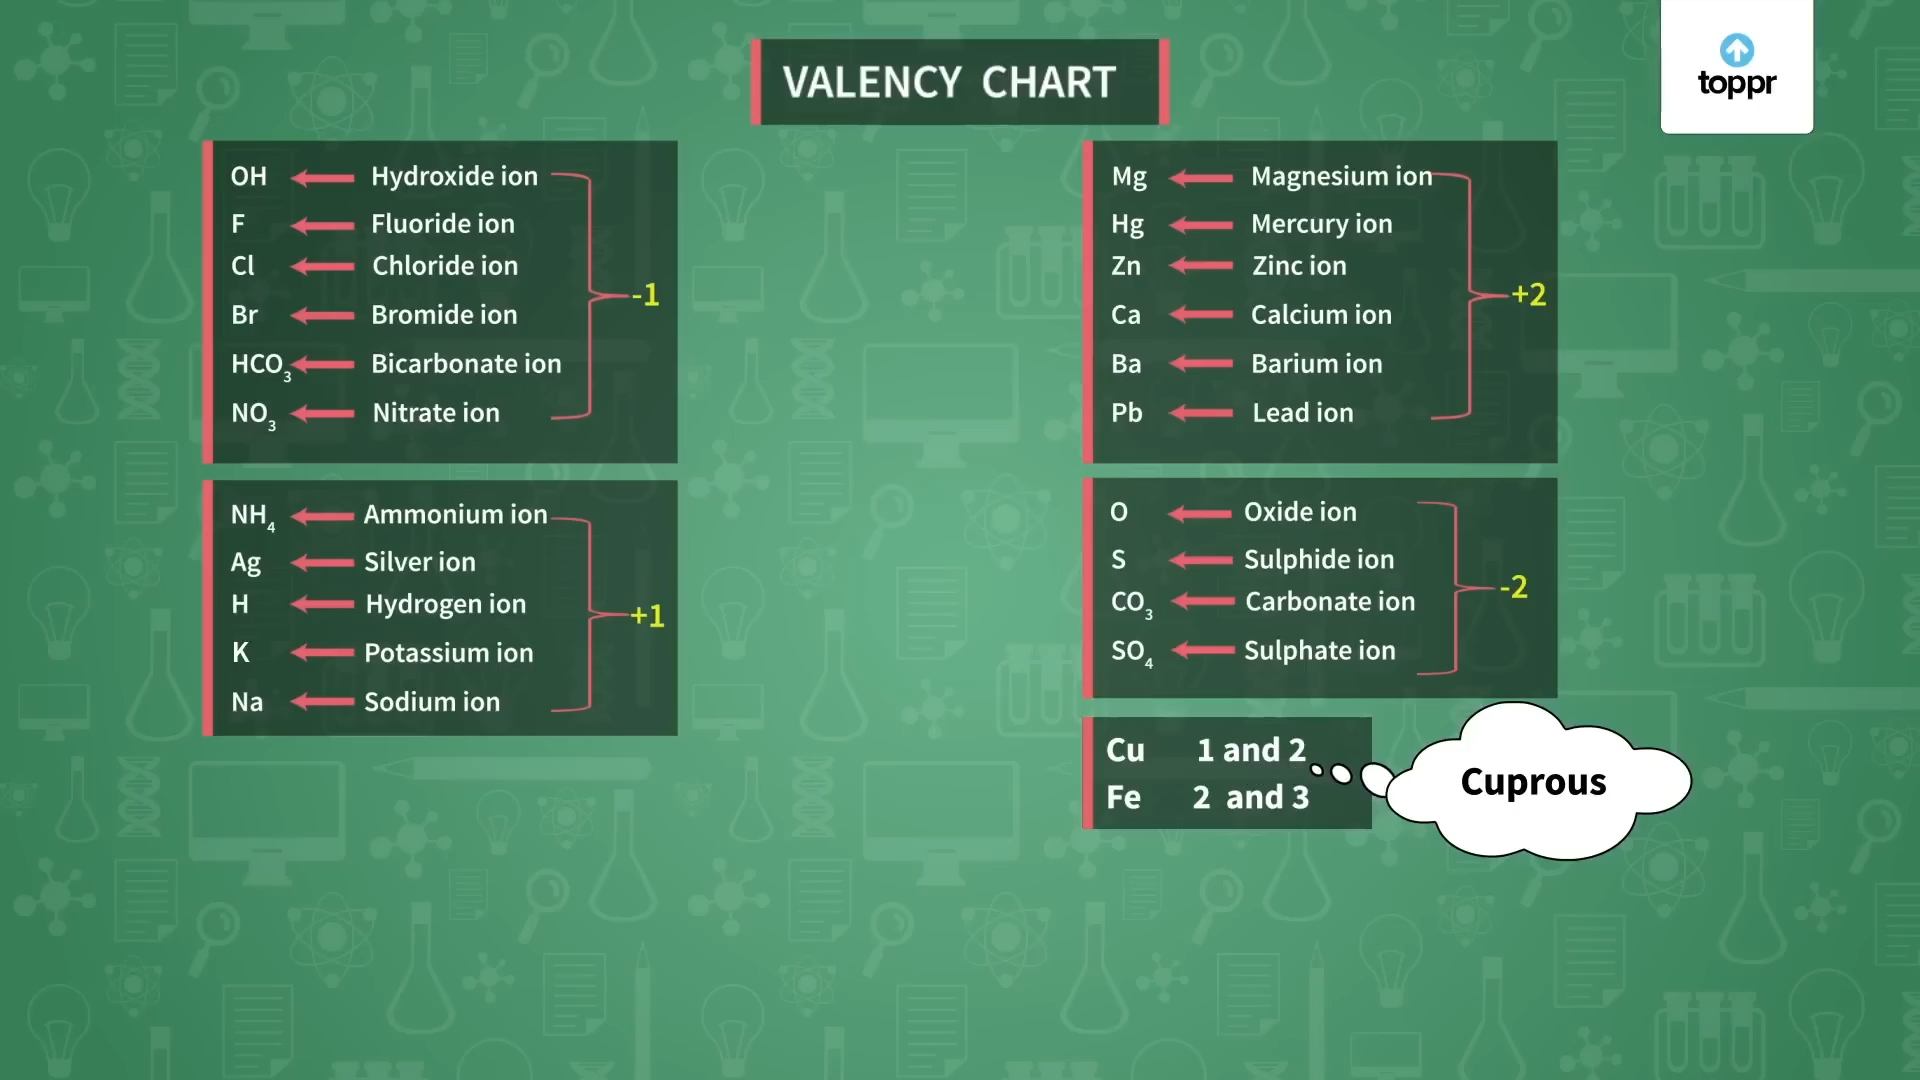 VALENCY CHART
toppr
OH Hydroxide ion
F Fluoride ion
Cl Chloride ion
Br Bromide ion
HCO3 Bicarbonate ion
NO3 Nitrate ion
-1
NH4 Ammonium ion
Ag Silver ion
H Hydrogen ion
K Potassium ion
Na Sodium ion
+1
Mg Magnesium ion
Hg Mercury ion
Zn Zinc ion
Ca Calcium ion
Ba Barium ion
Pb Lead ion
+2
O Oxide ion
S Sulphide ion
CO3 Carbonate ion
SO4 Sulphate ion
-2
Cu 1 and 2
Fe 2 and 3
Cuprous